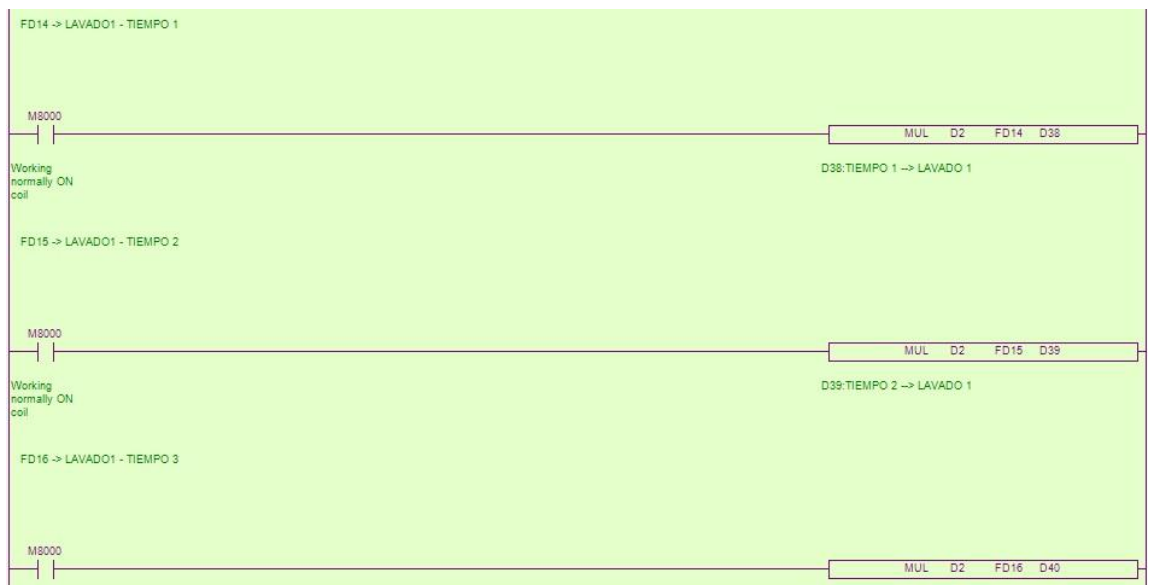 FD14 -> LAVADO1 - TIEMPO 1
M8000
MUL D2 FD14 D38
Working
normally ON
coil
D38:TIEMPO 1 --> LAVADO 1
FD15 -> LAVADO1 - TIEMPO 2
M8000
MUL D2 FD15 D39
Working
normally ON
coil
D39:TIEMPO 2 --> LAVADO 1
FD16 -> LAVADO1 - TIEMPO 3
M8000
MUL D2 FD16 D40